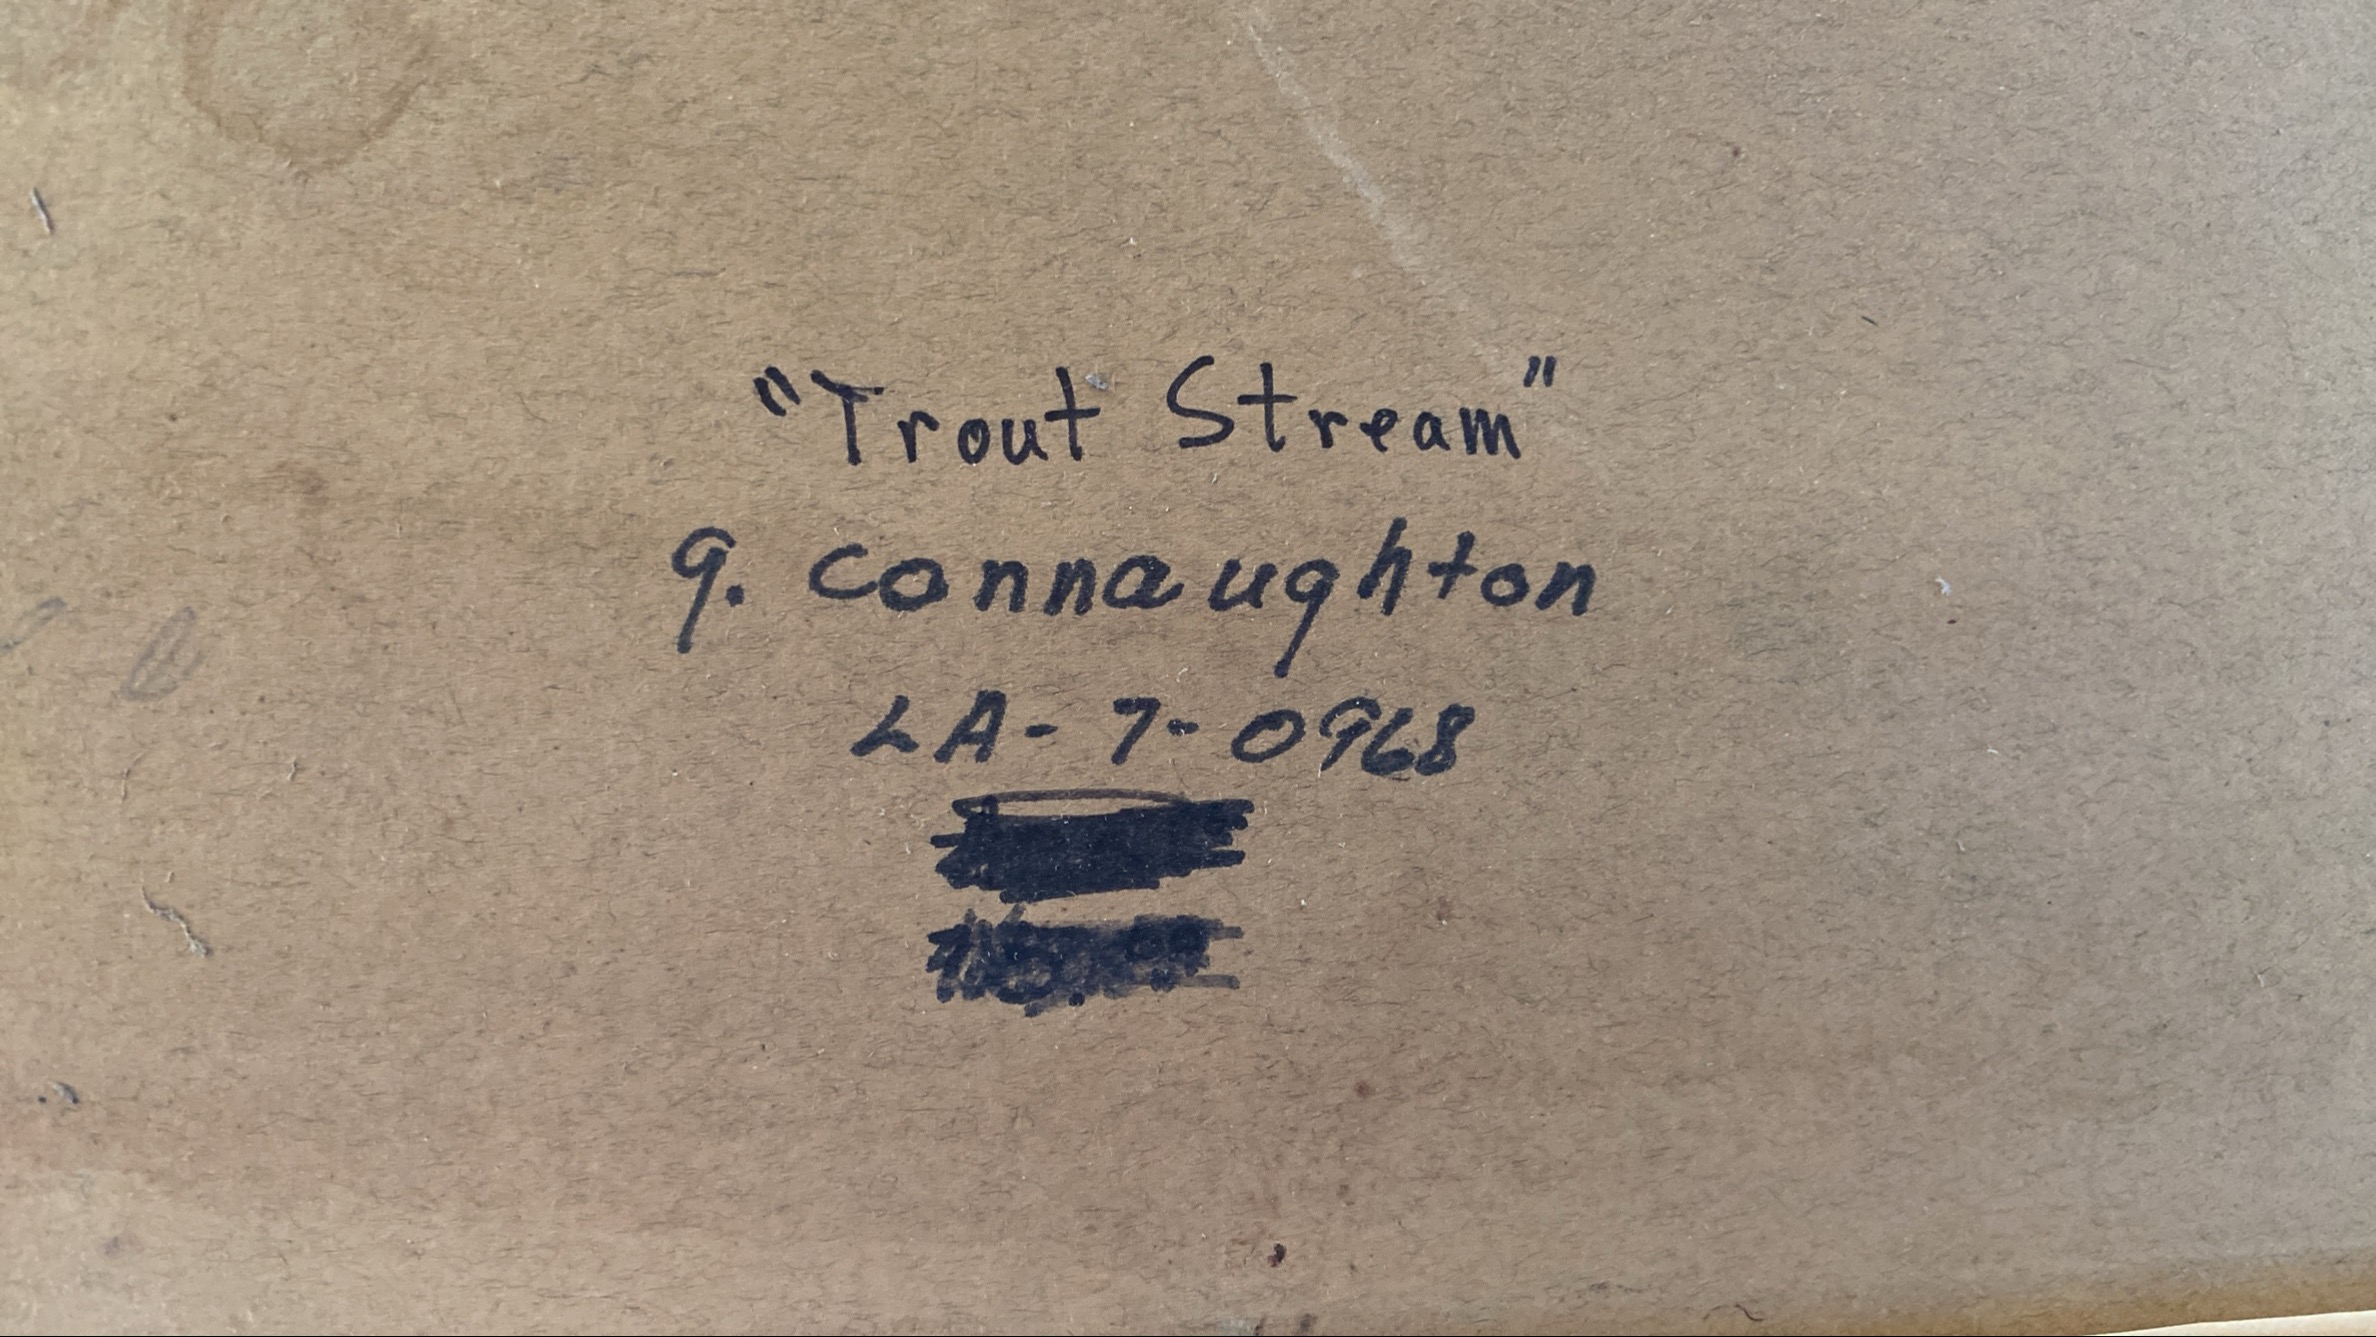 "Trout Stream"
g. connaughton
LA-7-0968